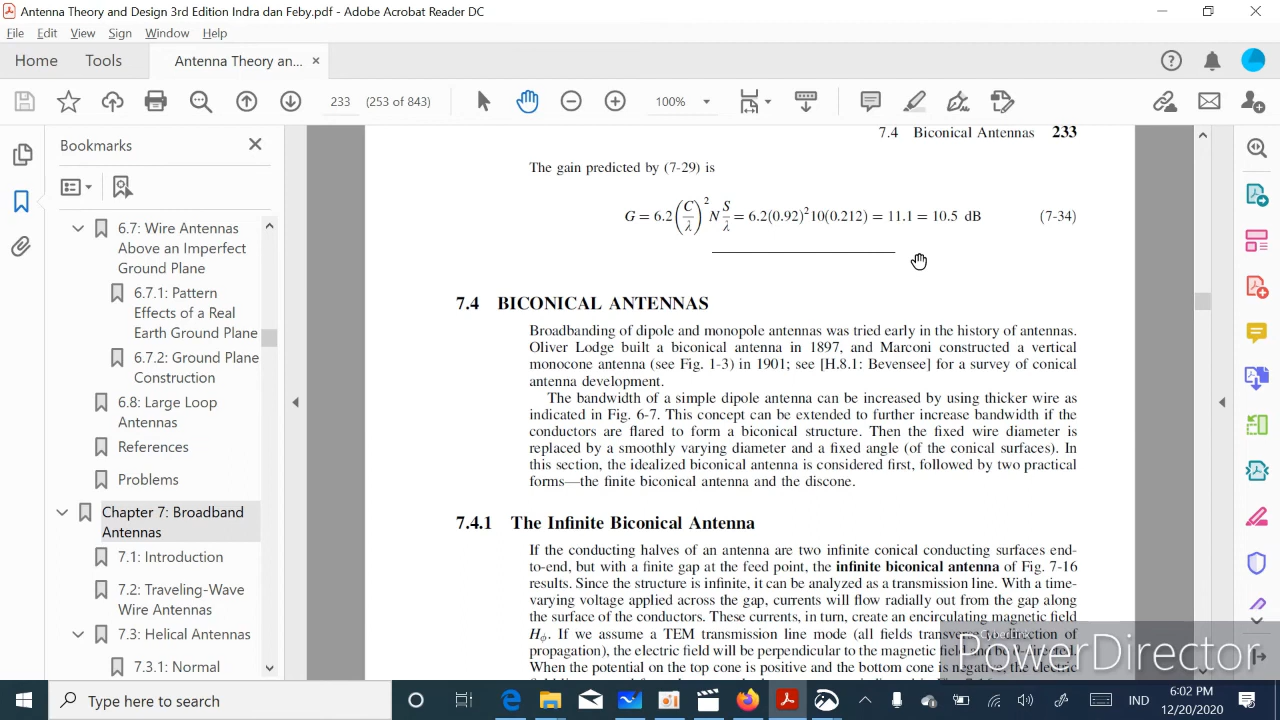 Antenna Theory and Design 3rd Edition Indra dan Feby.pdf - Adobe Acrobat Reader DC
File Edit View Sign Window Help
Home Tools Antenna Theory an... ×
233 (253 of 843) 100%
Bookmarks
6.7: Wire Antennas
Above an Imperfect
Ground Plane
6.7.1: Pattern
Effects of a Real
Earth Ground Plane
6.7.2: Ground Plane
Construction
6.8: Large Loop
Antennas
References
Problems
Chapter 7: Broadband
Antennas
7.1: Introduction
7.2: Traveling-Wave
Wire Antennas
7.3: Helical Antennas
7.3.1: Normal
7.4 Biconical Antennas 233
The gain predicted by (7-29) is
G = 6.2(C/λ)² N S/λ = 6.2(0.92)²10(0.212) = 11.1 = 10.5 dB (7-34)
7.4 BICONICAL ANTENNAS
Broadbanding of dipole and monopole antennas was tried early in the history of antennas.
Oliver Lodge built a biconical antenna in 1897, and Marconi constructed a vertical
monocone antenna (see Fig. 1-3) in 1901; see [H.8.1: Bevensee] for a survey of conical
antenna development.
The bandwidth of a simple dipole antenna can be increased by using thicker wire as
indicated in Fig. 6-7. This concept can be extended to further increase bandwidth if the
conductors are flared to form a biconical structure. Then the fixed wire diameter is
replaced by a smoothly varying diameter and a fixed angle (of the conical surfaces). In
this section, the idealized biconical antenna is considered first, followed by two practical
forms—the finite biconical antenna and the discone.
7.4.1 The Infinite Biconical Antenna
If the conducting halves of an antenna are two infinite conical conducting surfaces end-
to-end, but with a finite gap at the feed point, the infinite biconical antenna of Fig. 7-16
results. Since the structure is infinite, it can be analyzed as a transmission line. With a time-
varying voltage applied across the gap, currents will flow radially out from the gap along
the surface of the conductors. These currents, in turn, create an encirculating magnetic field
Hϕ. If we assume a TEM transmission line mode (all fields transverse to direction of
propagation), the electric field will be perpendicular to the magnetic field and be
When the potential on the top cone is positive and the bottom cone is negative, the electric
PowerDirector
Type here to search
IND
6:02 PM
12/20/2020